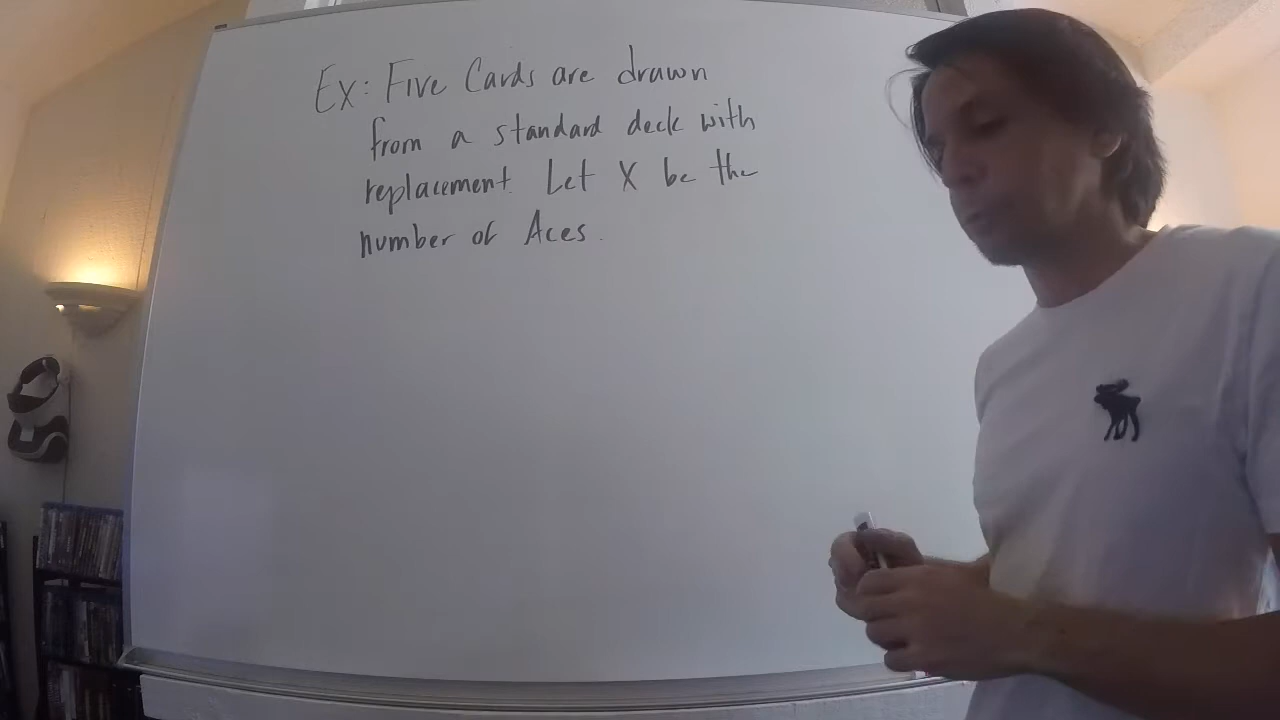 Ex: Five Cards are drawn
from a standard deck with
replacement. Let X be the
number of Aces.